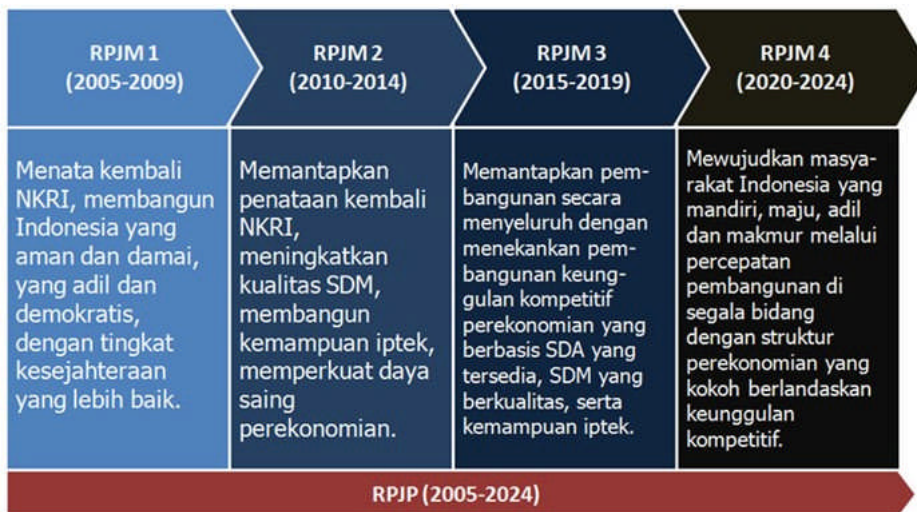 RPJM 1
(2005-2009)
Menata kembali
NKRI, membangun
Indonesia yang
aman dan damai,
yang adil dan
demokratis,
dengan tingkat
kesejahteraan
yang lebih baik.
RPJM 2
(2010-2014)
Memantapkan
penataan kembali
NKRI,
meningkatkan
kualitas SDM,
membangun
kemampuan iptek,
memperkuat daya
saing
perekonomian.
RPJM 3
(2015-2019)
Memantapkan pem-
bangunan secara
menyeluruh dengan
menekankan pem-
bangunan keung-
gulan kompetitif
perekonomian yang
berbasis SDA yang
tersedia, SDM yang
berkualitas, serta
kemampuan iptek.
RPJM 4
(2020-2024)
Mewujudkan masya-
rakat Indonesia yang
mandiri, maju, adil
dan makmur melalui
percepatan
pembangunan di
segala bidang
dengan struktur
perekonomian yang
kokoh berlandaskan
keunggulan
kompetitif.
RPJP (2005-2024)